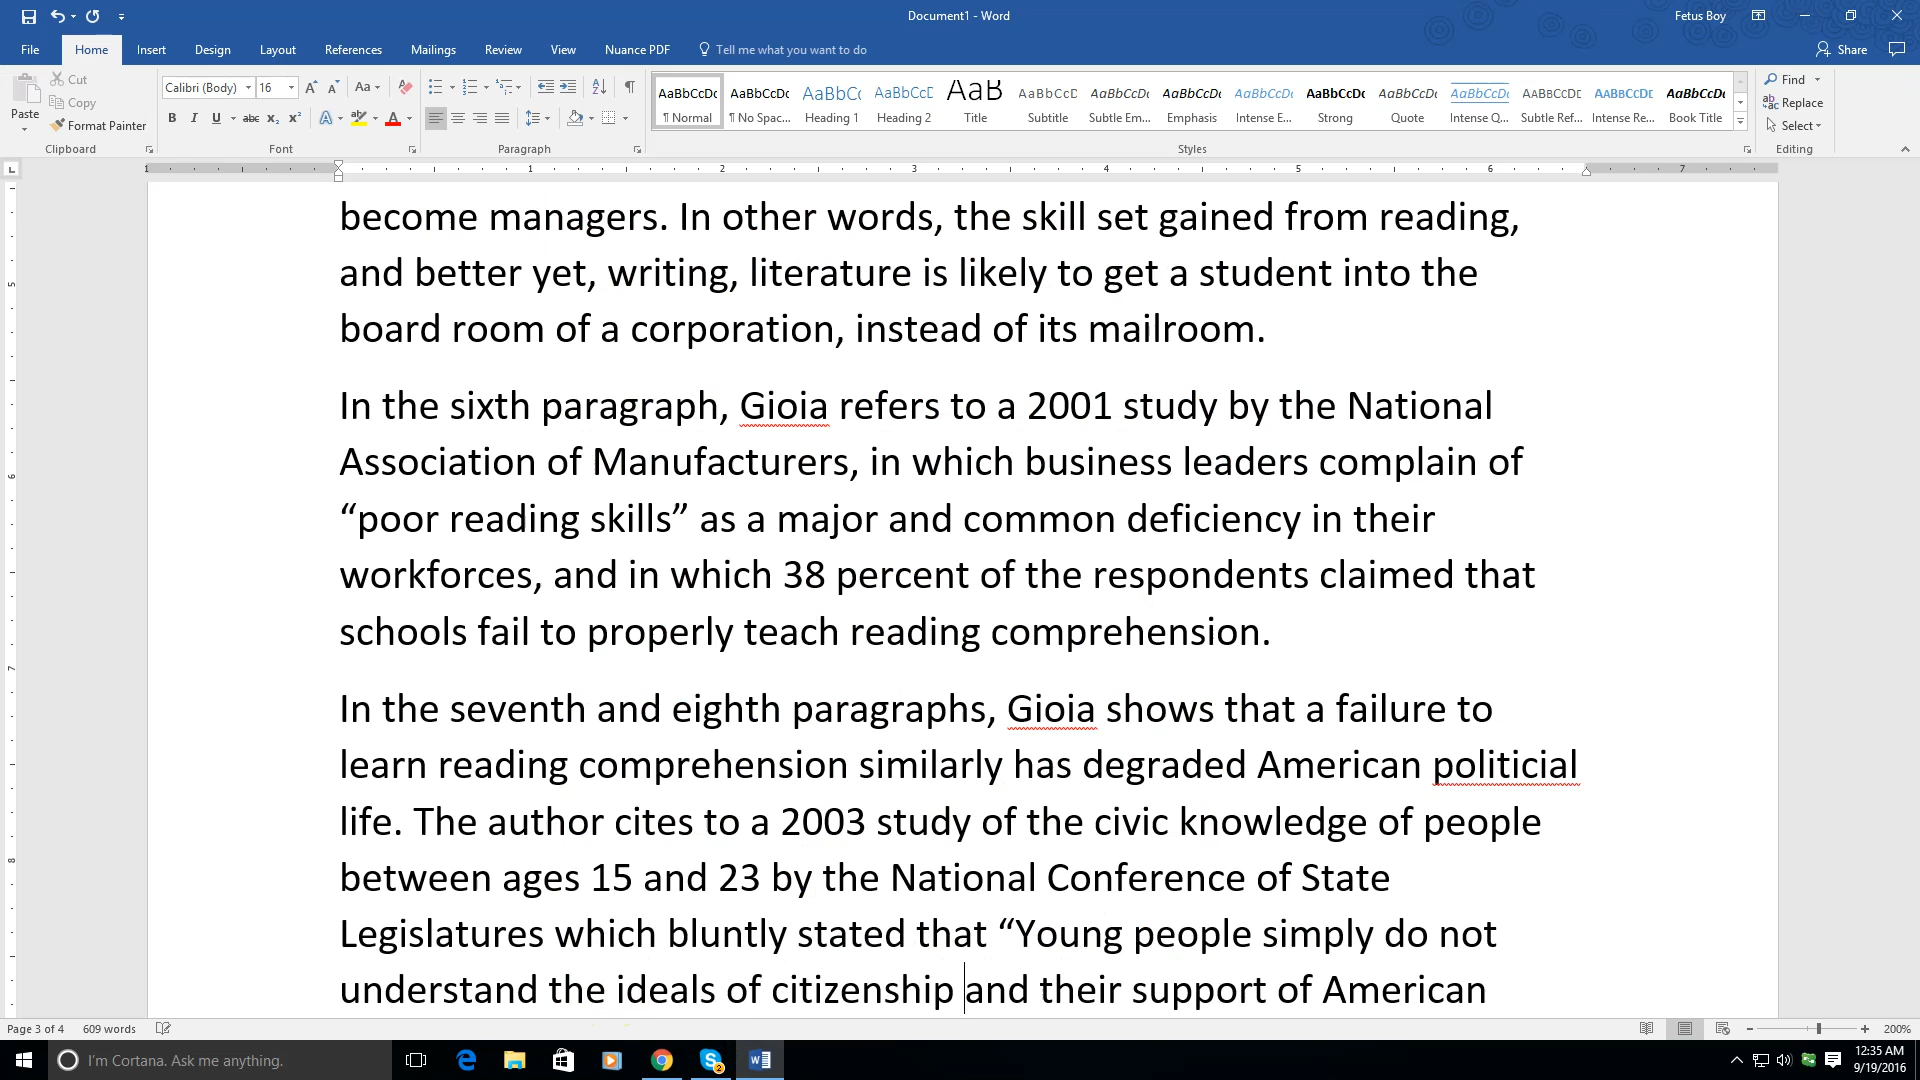 Document1 - Word
Fetus Boy
File Home Insert Design Layout References Mailings Review View Nuance PDF Tell me what you want to do Share
Paste Cut Copy Format Painter
Calibri (Body) 16
AaBbCcDc AaBbCcDc AaBbCc AaBbCcD AaB AaBbCcD AaBbCcDc AaBbCcDc AaBbCcDc AaBbCcDc AaBbCcDc AaBbCcDc AaBbCcDd AaBbCcDd AaBbCcDc
¶ Normal ¶ No Spac... Heading 1 Heading 2 Title Subtitle Subtle Em... Emphasis Intense E... Strong Quote Intense Q... Subtle Ref... Intense Re... Book Title
Find
Replace
Select
Clipboard Font Paragraph Styles Editing
1 1 2 3 4 5 6 7
become managers. In other words, the skill set gained from reading,
and better yet, writing, literature is likely to get a student into the
board room of a corporation, instead of its mailroom.
In the sixth paragraph, Gioia refers to a 2001 study by the National
Association of Manufacturers, in which business leaders complain of
“poor reading skills” as a major and common deficiency in their
workforces, and in which 38 percent of the respondents claimed that
schools fail to properly teach reading comprehension.
In the seventh and eighth paragraphs, Gioia shows that a failure to
learn reading comprehension similarly has degraded American politicial
life. The author cites to a 2003 study of the civic knowledge of people
between ages 15 and 23 by the National Conference of State
Legislatures which bluntly stated that “Young people simply do not
understand the ideals of citizenship and their support of American
Page 3 of 4 609 words 200%
I'm Cortana. Ask me anything.
12:35 AM
9/19/2016